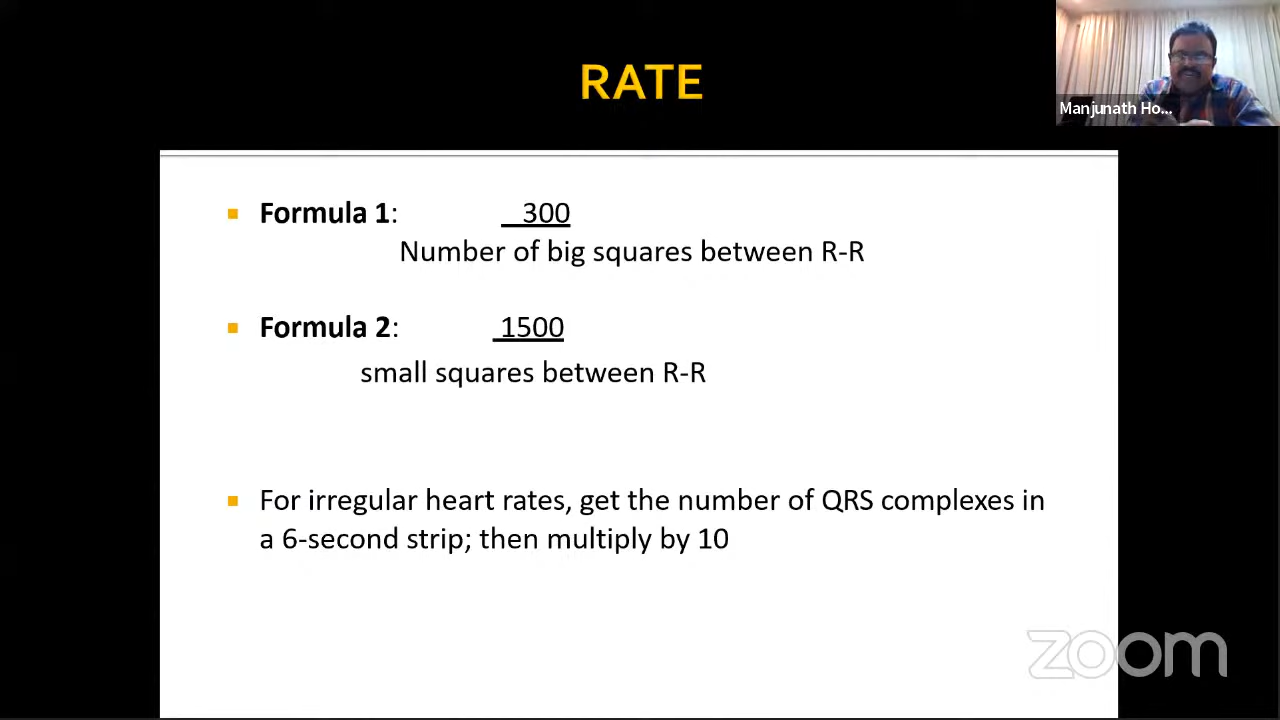 RATE
Manjunath Ho...
▪ Formula 1: 300
Number of big squares between R-R
▪ Formula 2: 1500
small squares between R-R
▪ For irregular heart rates, get the number of QRS complexes in
a 6-second strip; then multiply by 10
zoom